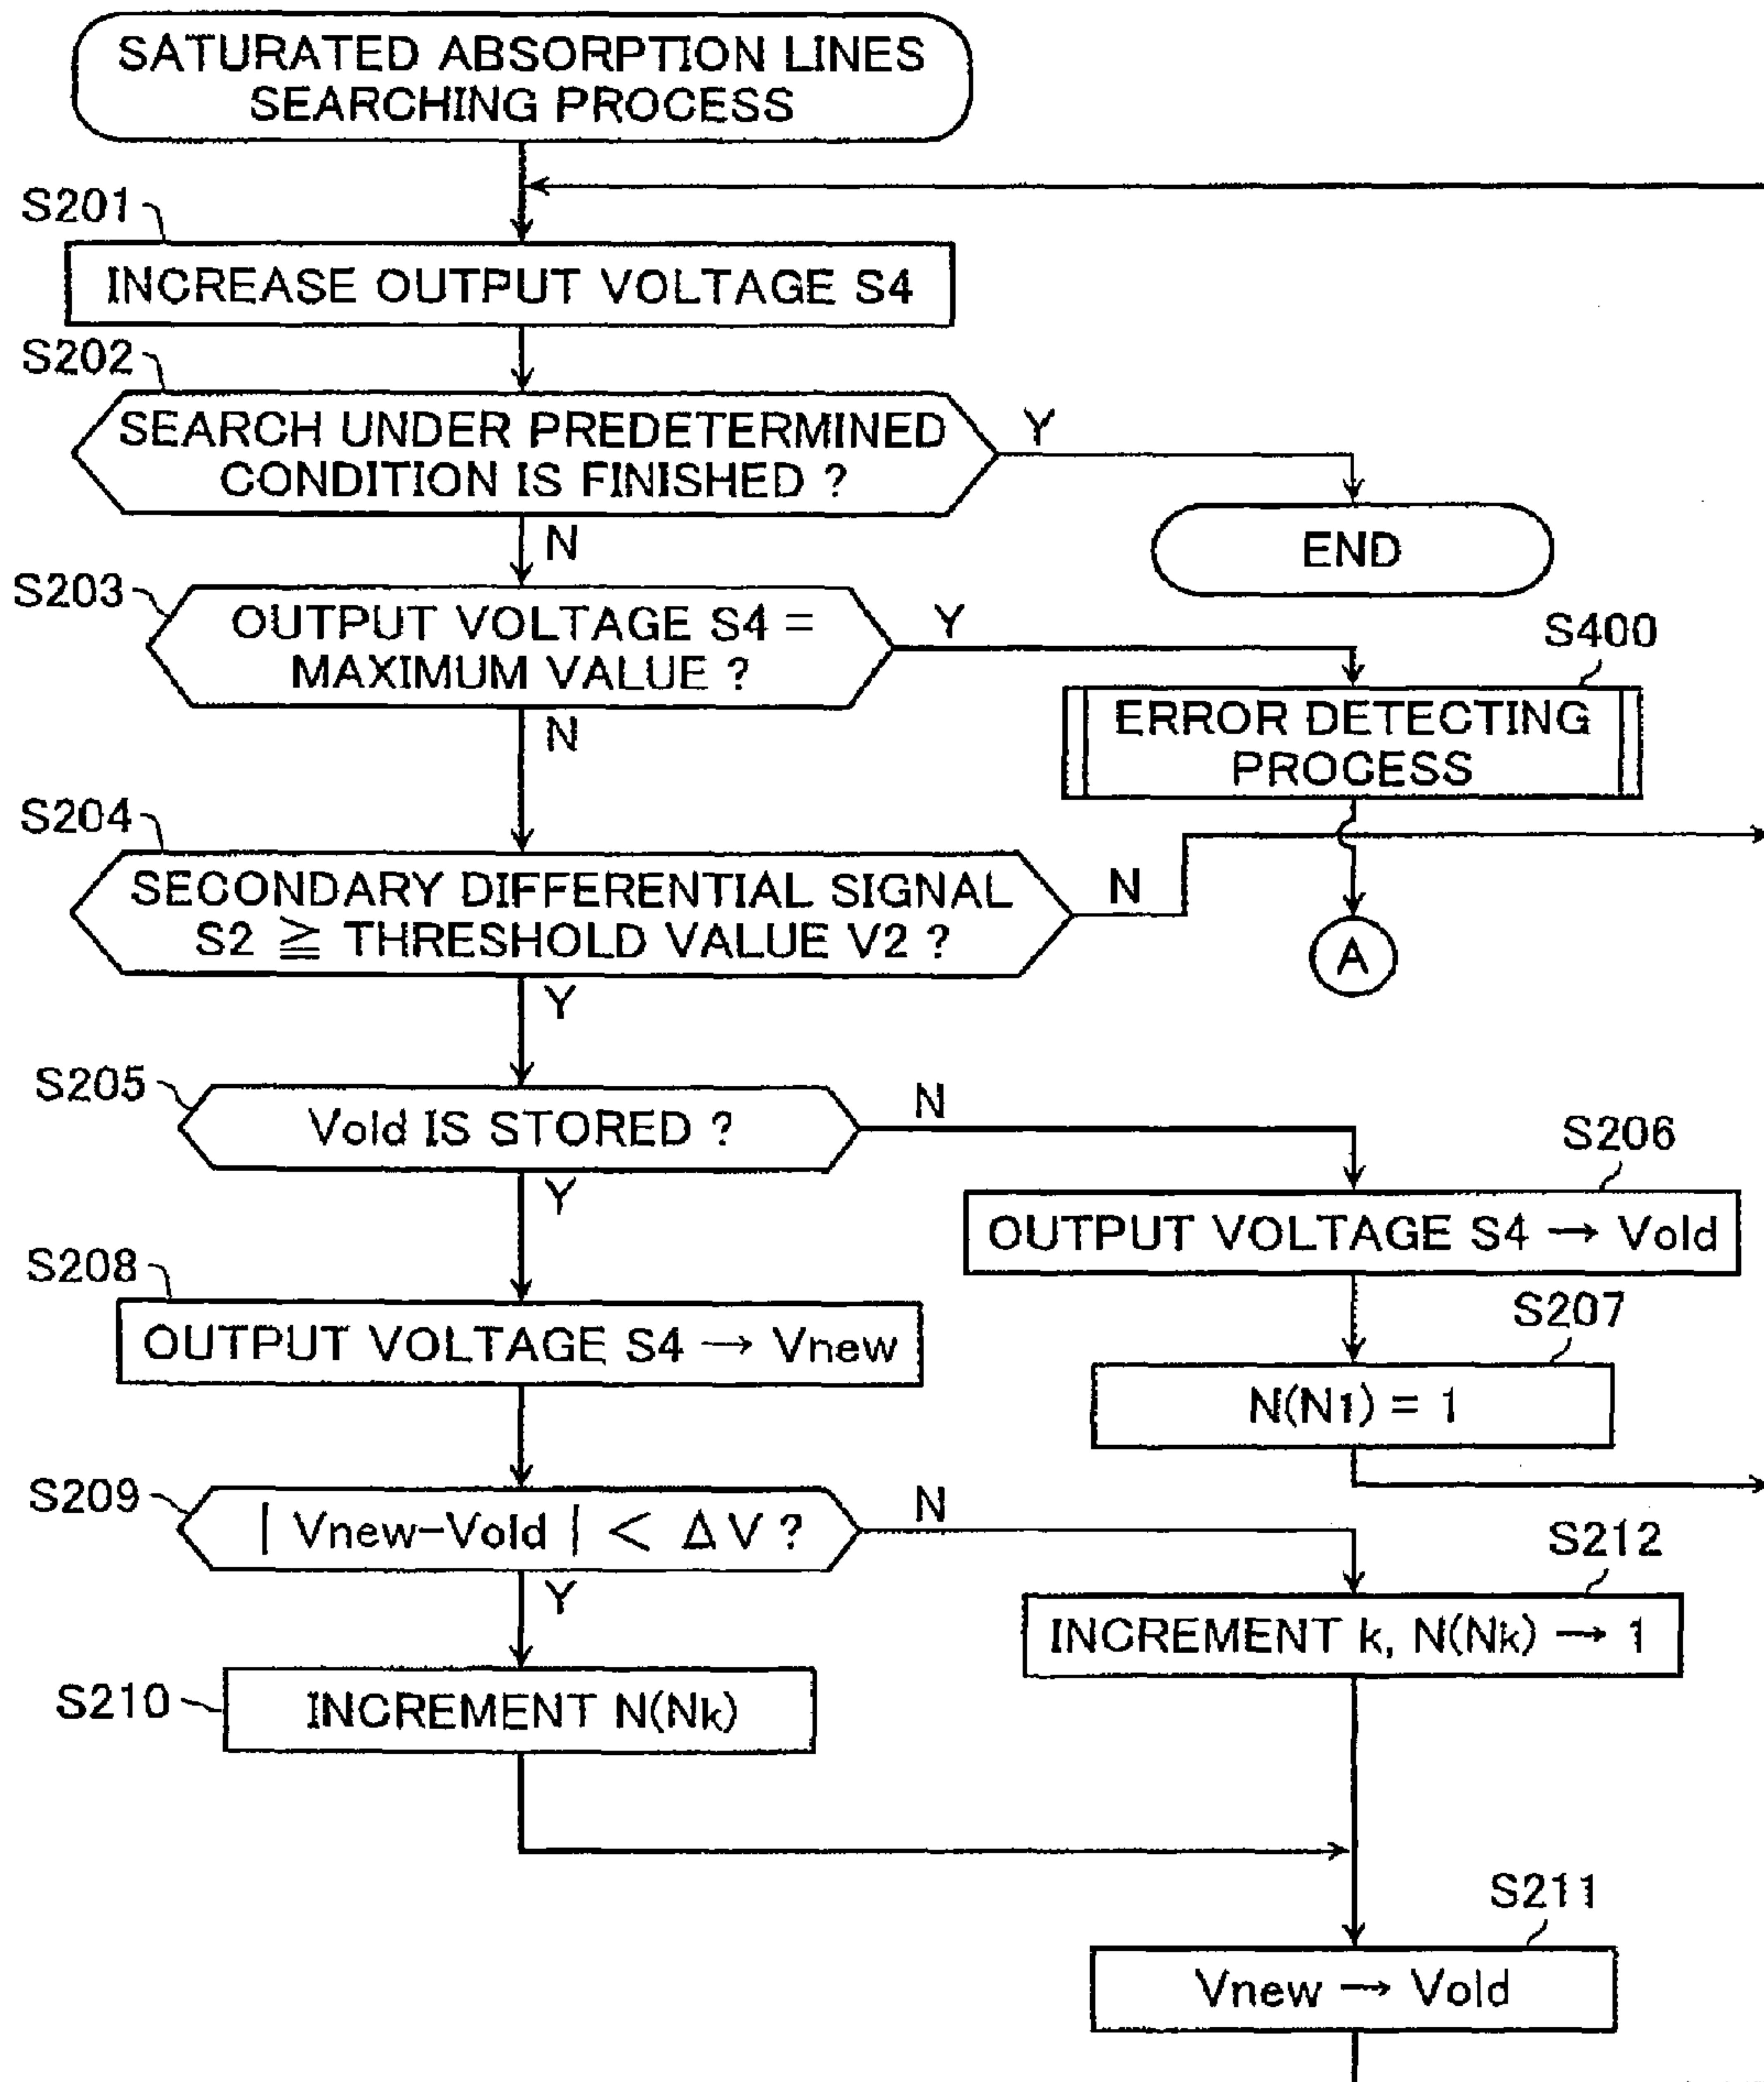 SATURATED ABSORPTION LINES
SEARCHING PROCESS
S201
INCREASE OUTPUT VOLTAGE S4
S202
SEARCH UNDER PREDETERMINED
CONDITION IS FINISHED ?
Y
N
END
S203
OUTPUT VOLTAGE S4 =
MAXIMUM VALUE ?
Y
N
S400
ERROR DETECTING
PROCESS
A
S204
SECONDARY DIFFERENTIAL SIGNAL
S2 ≧ THRESHOLD VALUE V2 ?
N
Y
S205
Vold IS STORED ?
N
Y
S206
OUTPUT VOLTAGE S4 → Vold
S207
N(N1) = 1
S208
OUTPUT VOLTAGE S4 → Vnew
S209
| Vnew-Vold | < ΔV ?
N
Y
S212
INCREMENT k, N(Nk) → 1
S210
INCREMENT N(Nk)
S211
Vnew → Vold